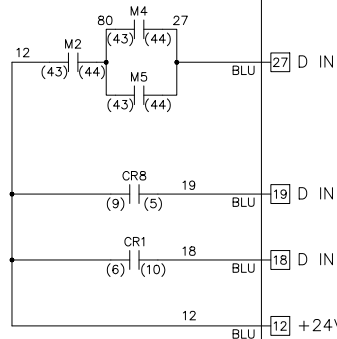 80 M4 27
(43) (44)
12 M2
(43) (44)
27 D IN
BLU
M5
(43) (44)
CR8
19
(9) (5)
19 D IN
BLU
CR1
18
(6) (10)
18 D IN
BLU
12
12 +24V
BLU